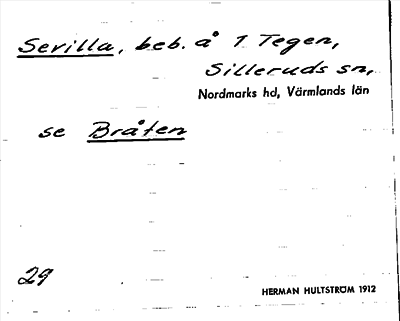 Sevilla, beb. å 1 Tegen,
Silleruds sn,
Nordmarks hd, Värmlands län
se Bråten
29
HERMAN HULTSTRÖM 1912